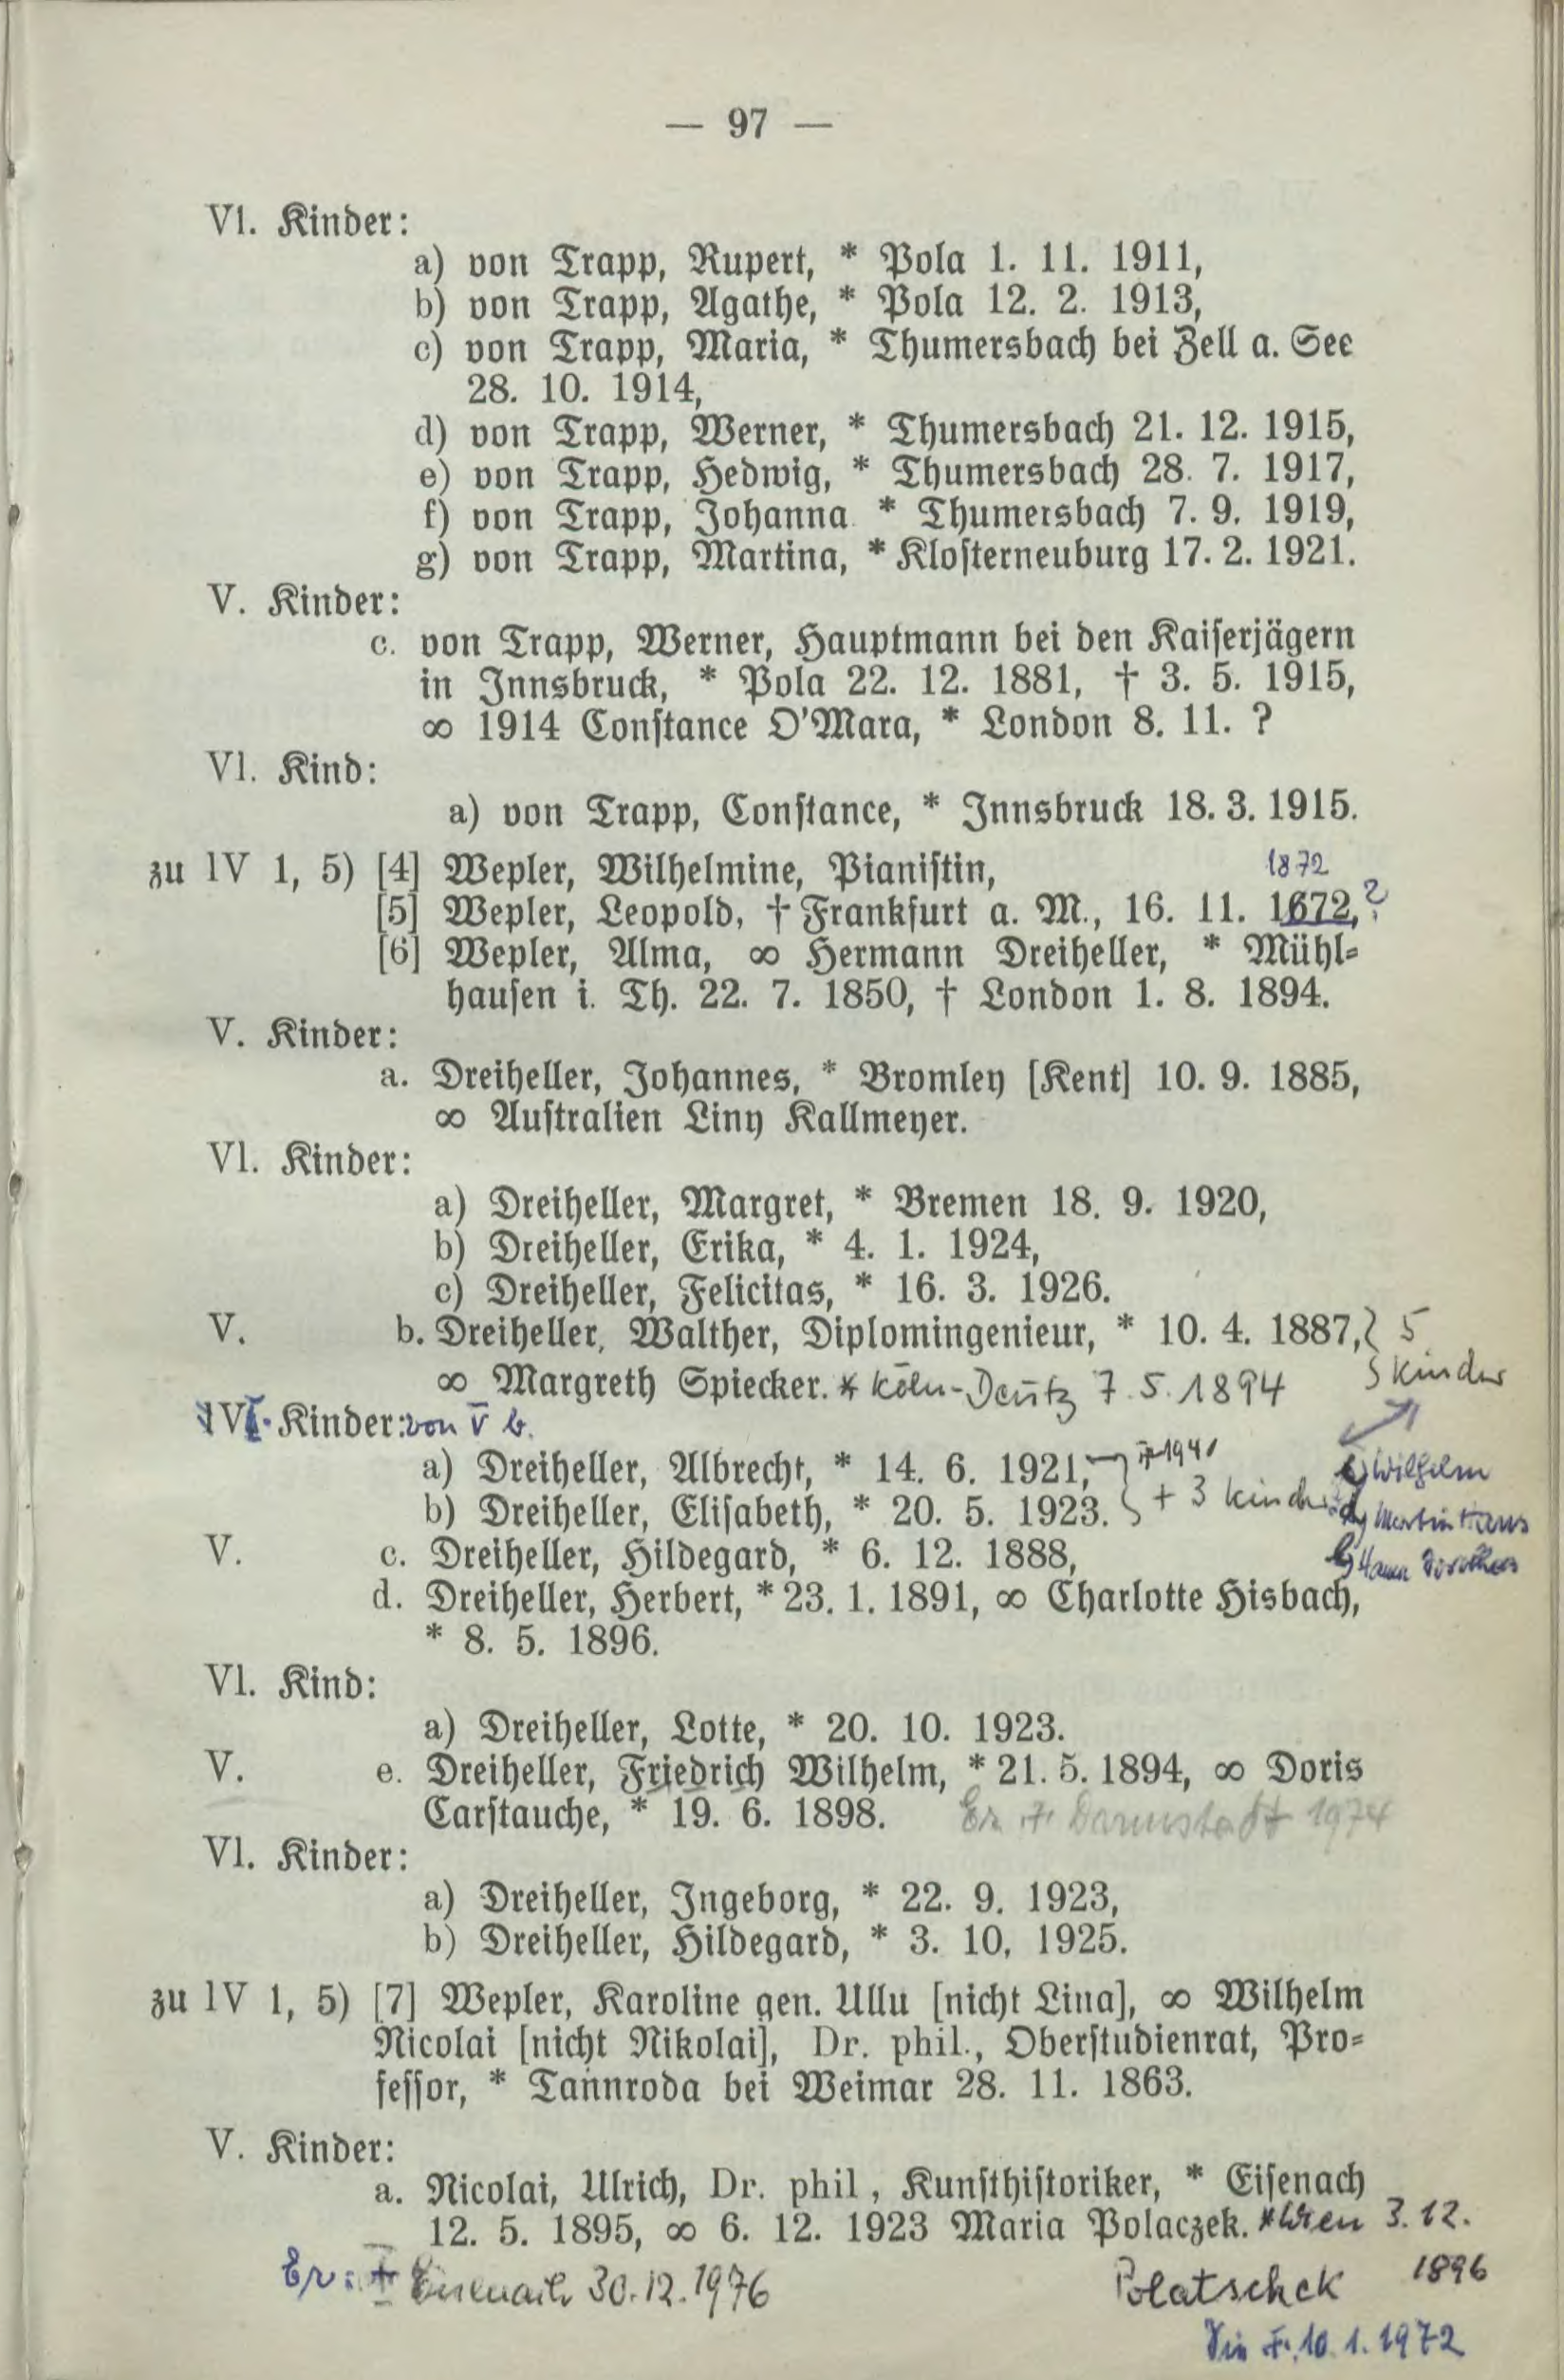 — 97 —
VI. Kinder:
a) von Trapp, Rupert, * Pola 1. 11. 1911,
b) von Trapp, Agathe, * Pola 12. 2. 1913,
c) von Trapp, Maria, * Thumersbach bei Zell a. See
28. 10. 1914,
d) von Trapp, Werner, * Thumersbach 21. 12. 1915,
e) von Trapp, Hedwig, * Thumersbach 28. 7. 1917,
f) von Trapp, Johanna * Thumersbach 7. 9. 1919,
g) von Trapp, Martina, * Klosterneuburg 17. 2. 1921.
V. Kinder:
c. von Trapp, Werner, Hauptmann bei den Kaiserjägern
in Innsbruck, * Pola 22. 12. 1881, † 3. 5. 1915,
∞ 1914 Constance O'Mara, * London 8. 11. ?
VI. Kind:
a) von Trapp, Constance, * Innsbruck 18. 3. 1915.
zu IV 1, 5) [4] Wepler, Wilhelmine, Pianistin, 1872
[5] Wepler, Leopold, † Frankfurt a. M., 16. 11. 1672,?
[6] Wepler, Alma, ∞ Hermann Dreiheller, * Mühl-
hausen i. Th. 22. 7. 1850, † London 1. 8. 1894.
V. Kinder:
a. Dreiheller, Johannes, * Bromley [Kent] 10. 9. 1885,
∞ Australien Liny Kallmeyer.
VI. Kinder:
a) Dreiheller, Margret, * Bremen 18. 9. 1920,
b) Dreiheller, Erika, * 4. 1. 1924,
c) Dreiheller, Felicitas, * 16. 3. 1926.
V. b. Dreiheller, Walther, Diplomingenieur, * 10. 4. 1887, } 5
∞ Margreth Spiecker. * Köln-Deutz 7. 5. 1894 Kinder
VI. Kinder: von V b.
a) Dreiheller, Albrecht, * 14. 6. 1921, † 1941 c) Wilhelm
b) Dreiheller, Elisabeth, * 20. 5. 1923. } + 3 Kinder: d) Martin Hans
V. c. Dreiheller, Hildegard, * 6. 12. 1888, e) Dorothea
d. Dreiheller, Herbert, * 23. 1. 1891, ∞ Charlotte Hisbach,
* 8. 5. 1896.
VI. Kind:
a) Dreiheller, Lotte, * 20. 10. 1923.
V. e. Dreiheller, Friedrich Wilhelm, * 21. 5. 1894, ∞ Doris
Carstauche, * 19. 6. 1898. Er † Darmstadt 1974
VI. Kinder:
a) Dreiheller, Ingeborg, * 22. 9. 1923,
b) Dreiheller, Hildegard, * 3. 10. 1925.
zu IV 1, 5) [7] Wepler, Karoline gen. Ullu [nicht Lina], ∞ Wilhelm
Nicolai [nicht Nikolai], Dr. phil., Oberstudienrat, Pro-
fessor, * Tannroda bei Weimar 28. 11. 1863.
V. Kinder:
a. Nicolai, Ulrich, Dr. phil, Kunsthistoriker, * Eisenach
12. 5. 1895, ∞ 6. 12. 1923 Maria Polaczek. * Wien 3. 12.
Er: † Eisenach 30.12.1976 Polatschek 1896
† 10. 1. 1972